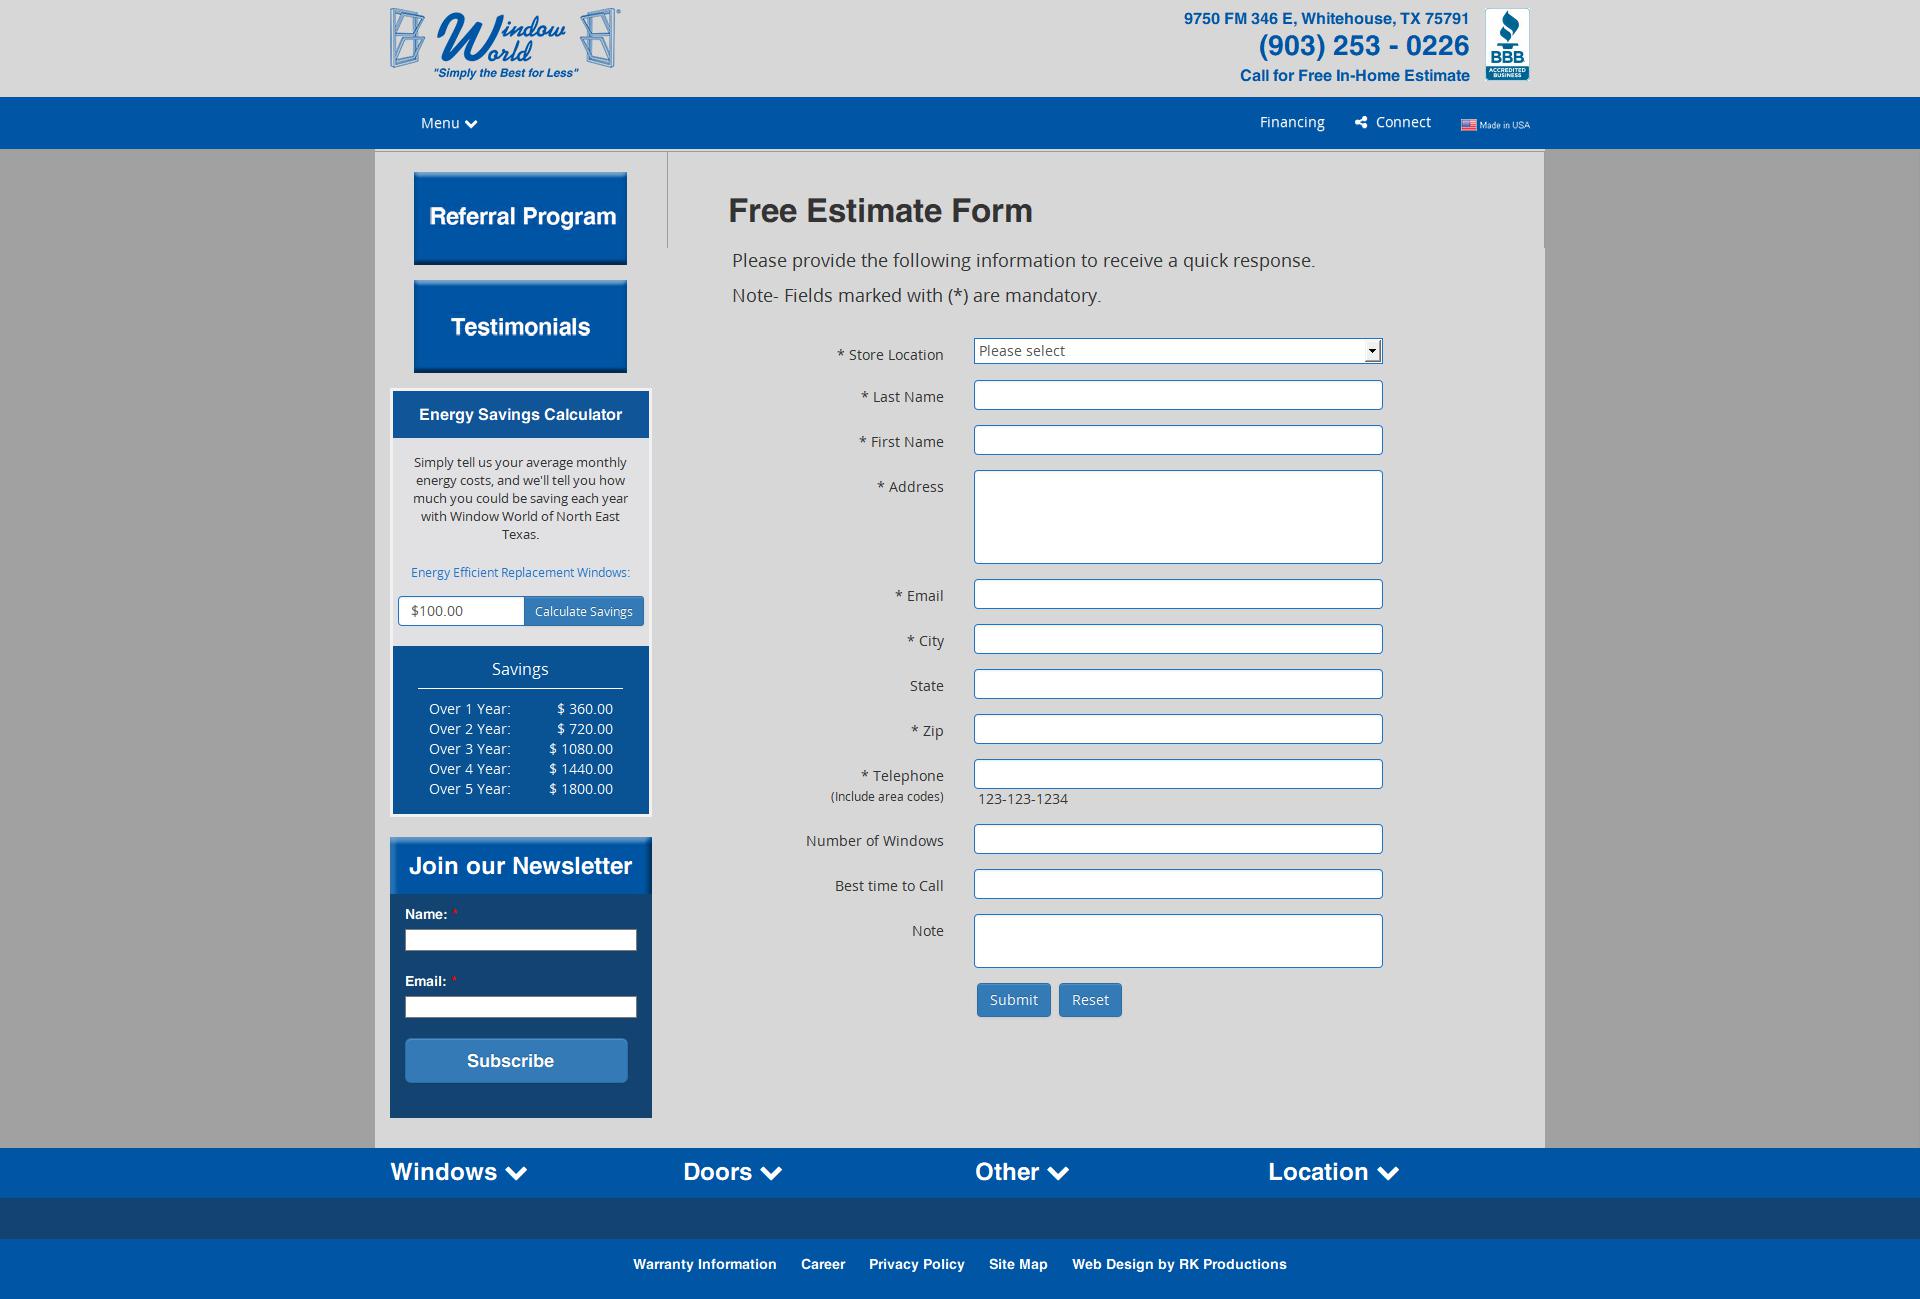 Window World ®
"Simply the Best for Less"
9750 FM 346 E, Whitehouse, TX 75791
(903) 253 - 0226
Call for Free In-Home Estimate
BBB
ACCREDITED BUSINESS
Menu
Financing
Connect
Made in USA
Referral Program
Testimonials
Energy Savings Calculator
Simply tell us your average monthly
energy costs, and we'll tell you how
much you could be saving each year
with Window World of North East
Texas.
Energy Efficient Replacement Windows:
$100.00 Calculate Savings
Savings
Over 1 Year: $ 360.00
Over 2 Year: $ 720.00
Over 3 Year: $ 1080.00
Over 4 Year: $ 1440.00
Over 5 Year: $ 1800.00
Join our Newsletter
Name: *
Email: *
Subscribe
Free Estimate Form
Please provide the following information to receive a quick response.
Note- Fields marked with (*) are mandatory.
* Store Location Please select
* Last Name
* First Name
* Address
* Email
* City
State
* Zip
* Telephone
(Include area codes) 123-123-1234
Number of Windows
Best time to Call
Note
Submit Reset
Windows Doors Other Location
Warranty Information Career Privacy Policy Site Map Web Design by RK Productions